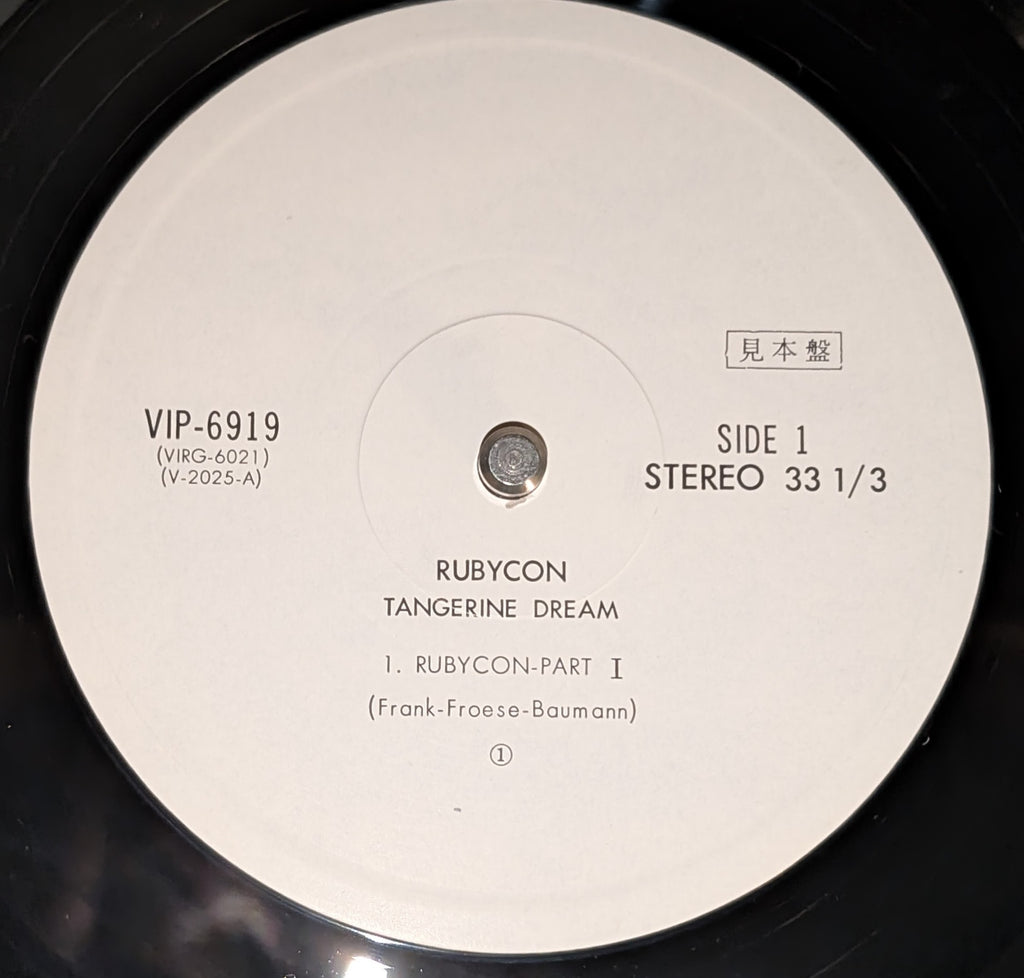 見本盤
VIP-6919
(VIRG-6021)
(V-2025-A)
SIDE 1
STEREO 33 1/3
RUBYCON
TANGERINE DREAM
1. RUBYCON-PART I
(Frank-Froese-Baumann)
①